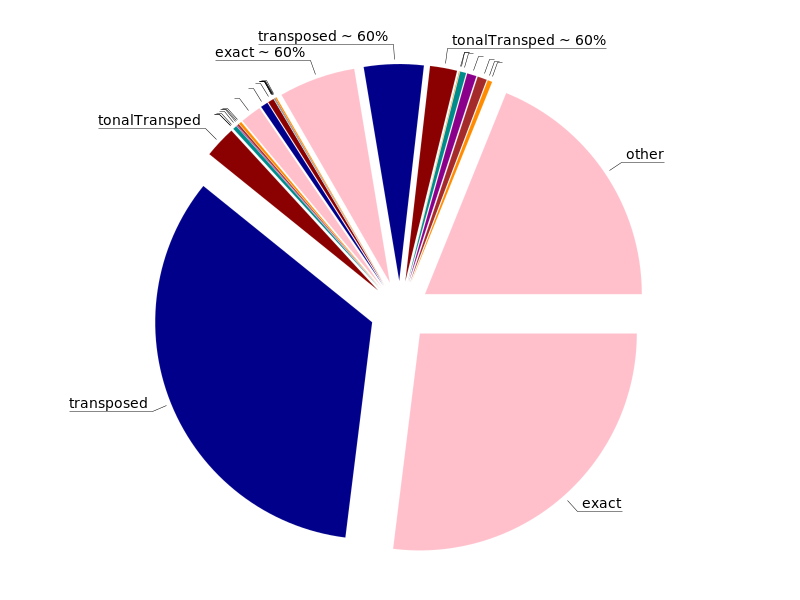 transposed ~ 60%
tonalTransped ~ 60%
exact ~ 60%
tonalTransped
other
transposed
exact